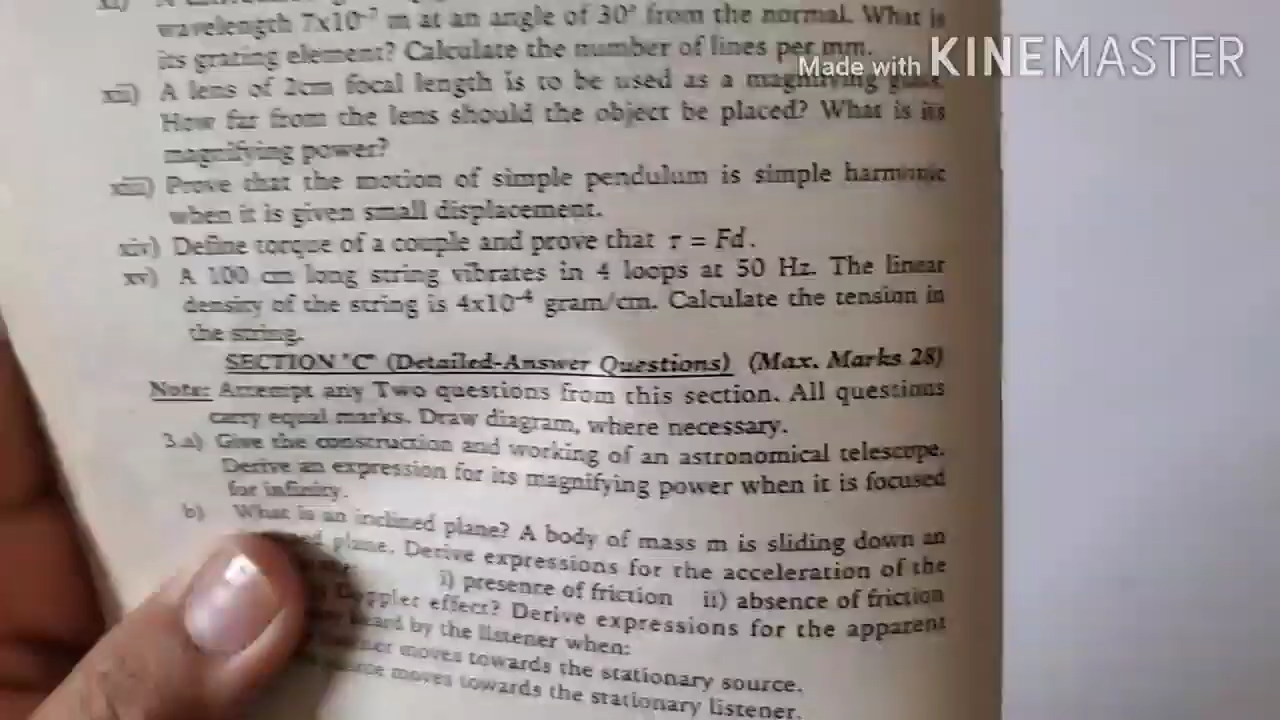 wavelength 7x10⁻⁷ m at an angle of 30° from the normal. What is
its grating element? Calculate the number of lines per mm.
Made with KINEMASTER
xii) A lens of 2cm focal length is to be used as a magnifying
How far from the lens should the object be placed? What is its
magnifying power?
xiii) Prove that the motion of simple pendulum is simple harmonic
when it is given small displacement.
xiv) Define torque of a couple and prove that τ = Fd.
xv) A 100 cm long string vibrates in 4 loops at 50 Hz. The linear
density of the string is 4x10⁻⁴ gram/cm. Calculate the tension in
the string.
SECTION "C" (Detailed-Answer Questions) (Max. Marks 28)
Note: Attempt any Two questions from this section. All questions
carry equal marks. Draw diagram, where necessary.
3.a) Give the construction and working of an astronomical telescope.
Derive an expression for its magnifying power when it is focused
for infinity.
b) What is an inclined plane? A body of mass m is sliding down an
plane. Derive expressions for the acceleration of the
i) presence of friction ii) absence of friction
Doppler effect? Derive expressions for the apparent
heard by the listener when:
moves towards the stationary source.
moves towards the stationary listener.